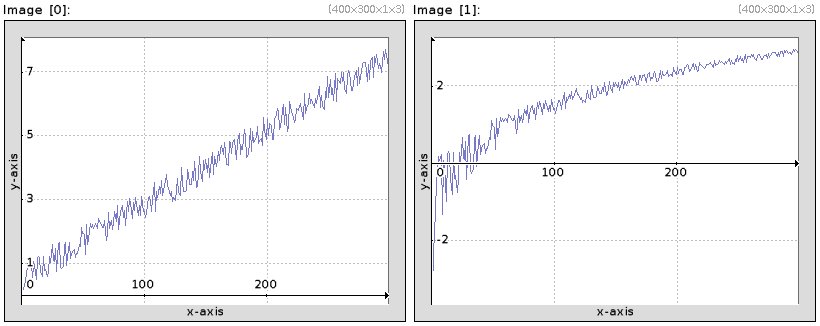 Image [0]:
(400×300×1×3)
7
5
3
1
0
100
200
y-axis
x-axis
Image [1]:
(400×300×1×3)
2
0
100
200
-2
y-axis
x-axis